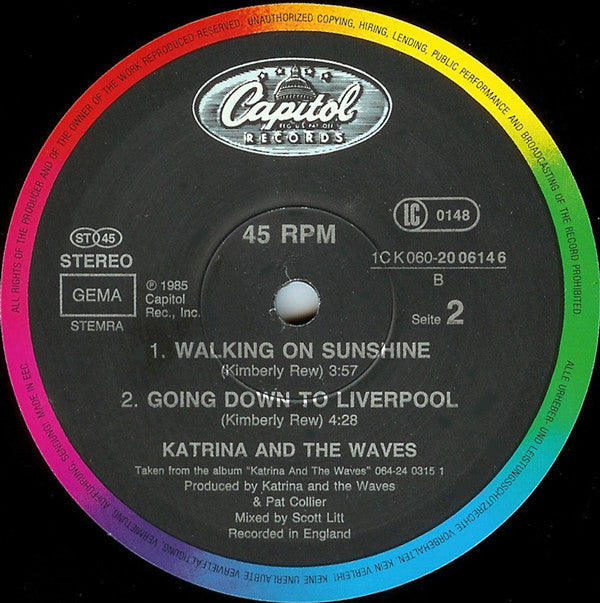 ALL RIGHTS OF THE PRODUCER AND OF THE OWNER OF THE WORK REPRODUCED RESERVED. UNAUTHORIZED COPYING, HIRING, LENDING, PUBLIC PERFORMANCE AND BROADCASTING OF THE RECORD PROHIBITED.
Capitol
REG. U.S. PAT. OFF.
RECORDS
45 RPM
LC 0148
ST 45
STEREO
GEMA
STEMRA
℗ 1985
Capitol
Rec., Inc.
1C K 060-20 0614 6
B
Seite 2
1. WALKING ON SUNSHINE
(Kimberly Rew) 3:57
2. GOING DOWN TO LIVERPOOL
(Kimberly Rew) 4:28
KATRINA AND THE WAVES
Taken from the album "Katrina And The Waves" 064-24 0315 1
Produced by Katrina and the Waves
& Pat Collier
Mixed by Scott Litt
Recorded in England
ALLE URHEBER- UND LEISTUNGSSCHUTZRECHTE VORBEHALTEN. KEIN VERLEIH! KEINE UNERLAUBTE VERVIELFÄLTIGUNG, VERMIETUNG, AUFFÜHRUNG, SENDUNG! MADE IN EEC